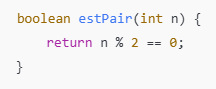 boolean estPair(int n) {
    return n % 2 == 0;
}